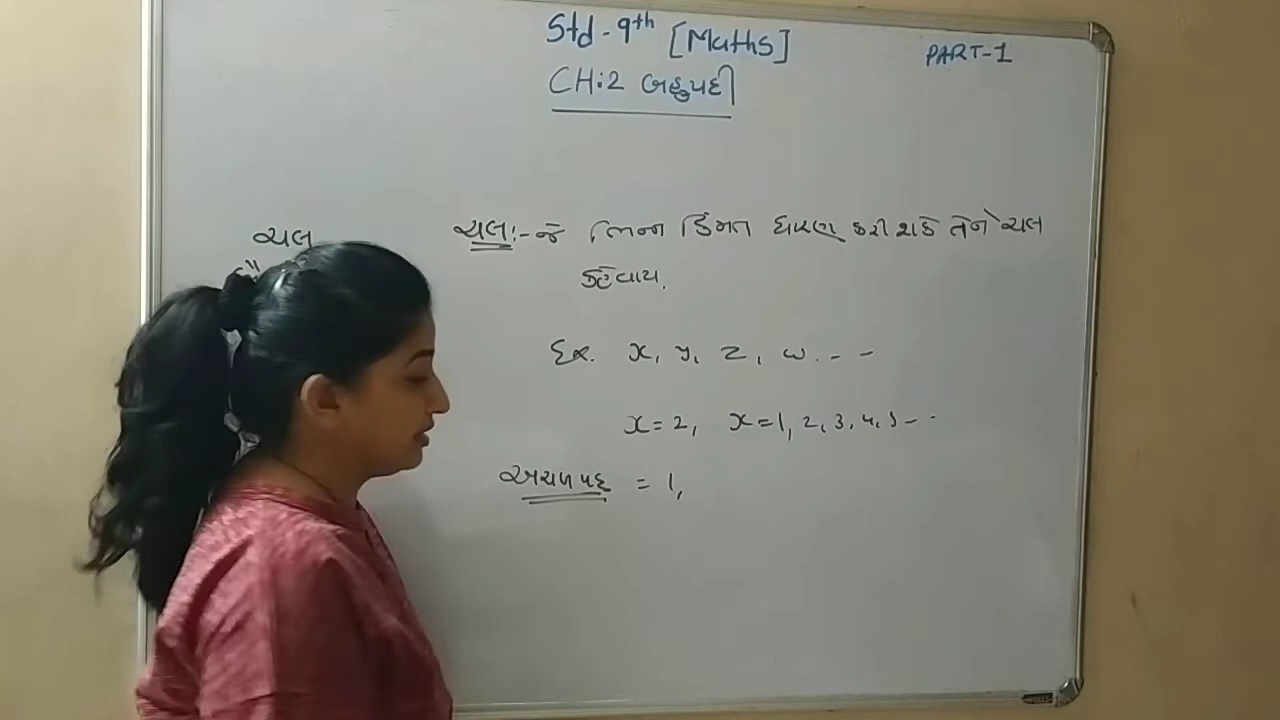 Std - 9th [Maths]
PART-1
CH:2 બહુપદી
ચલ
ચલ:- જે ભિન્ન કિંમત ધારણ કરી શકે તેને ચલ
કહેવાય.
Ex. x, y, z, w. - -
x = 2, x = 1, 2, 3, 4, 5 - -
અચળપદ = 1,